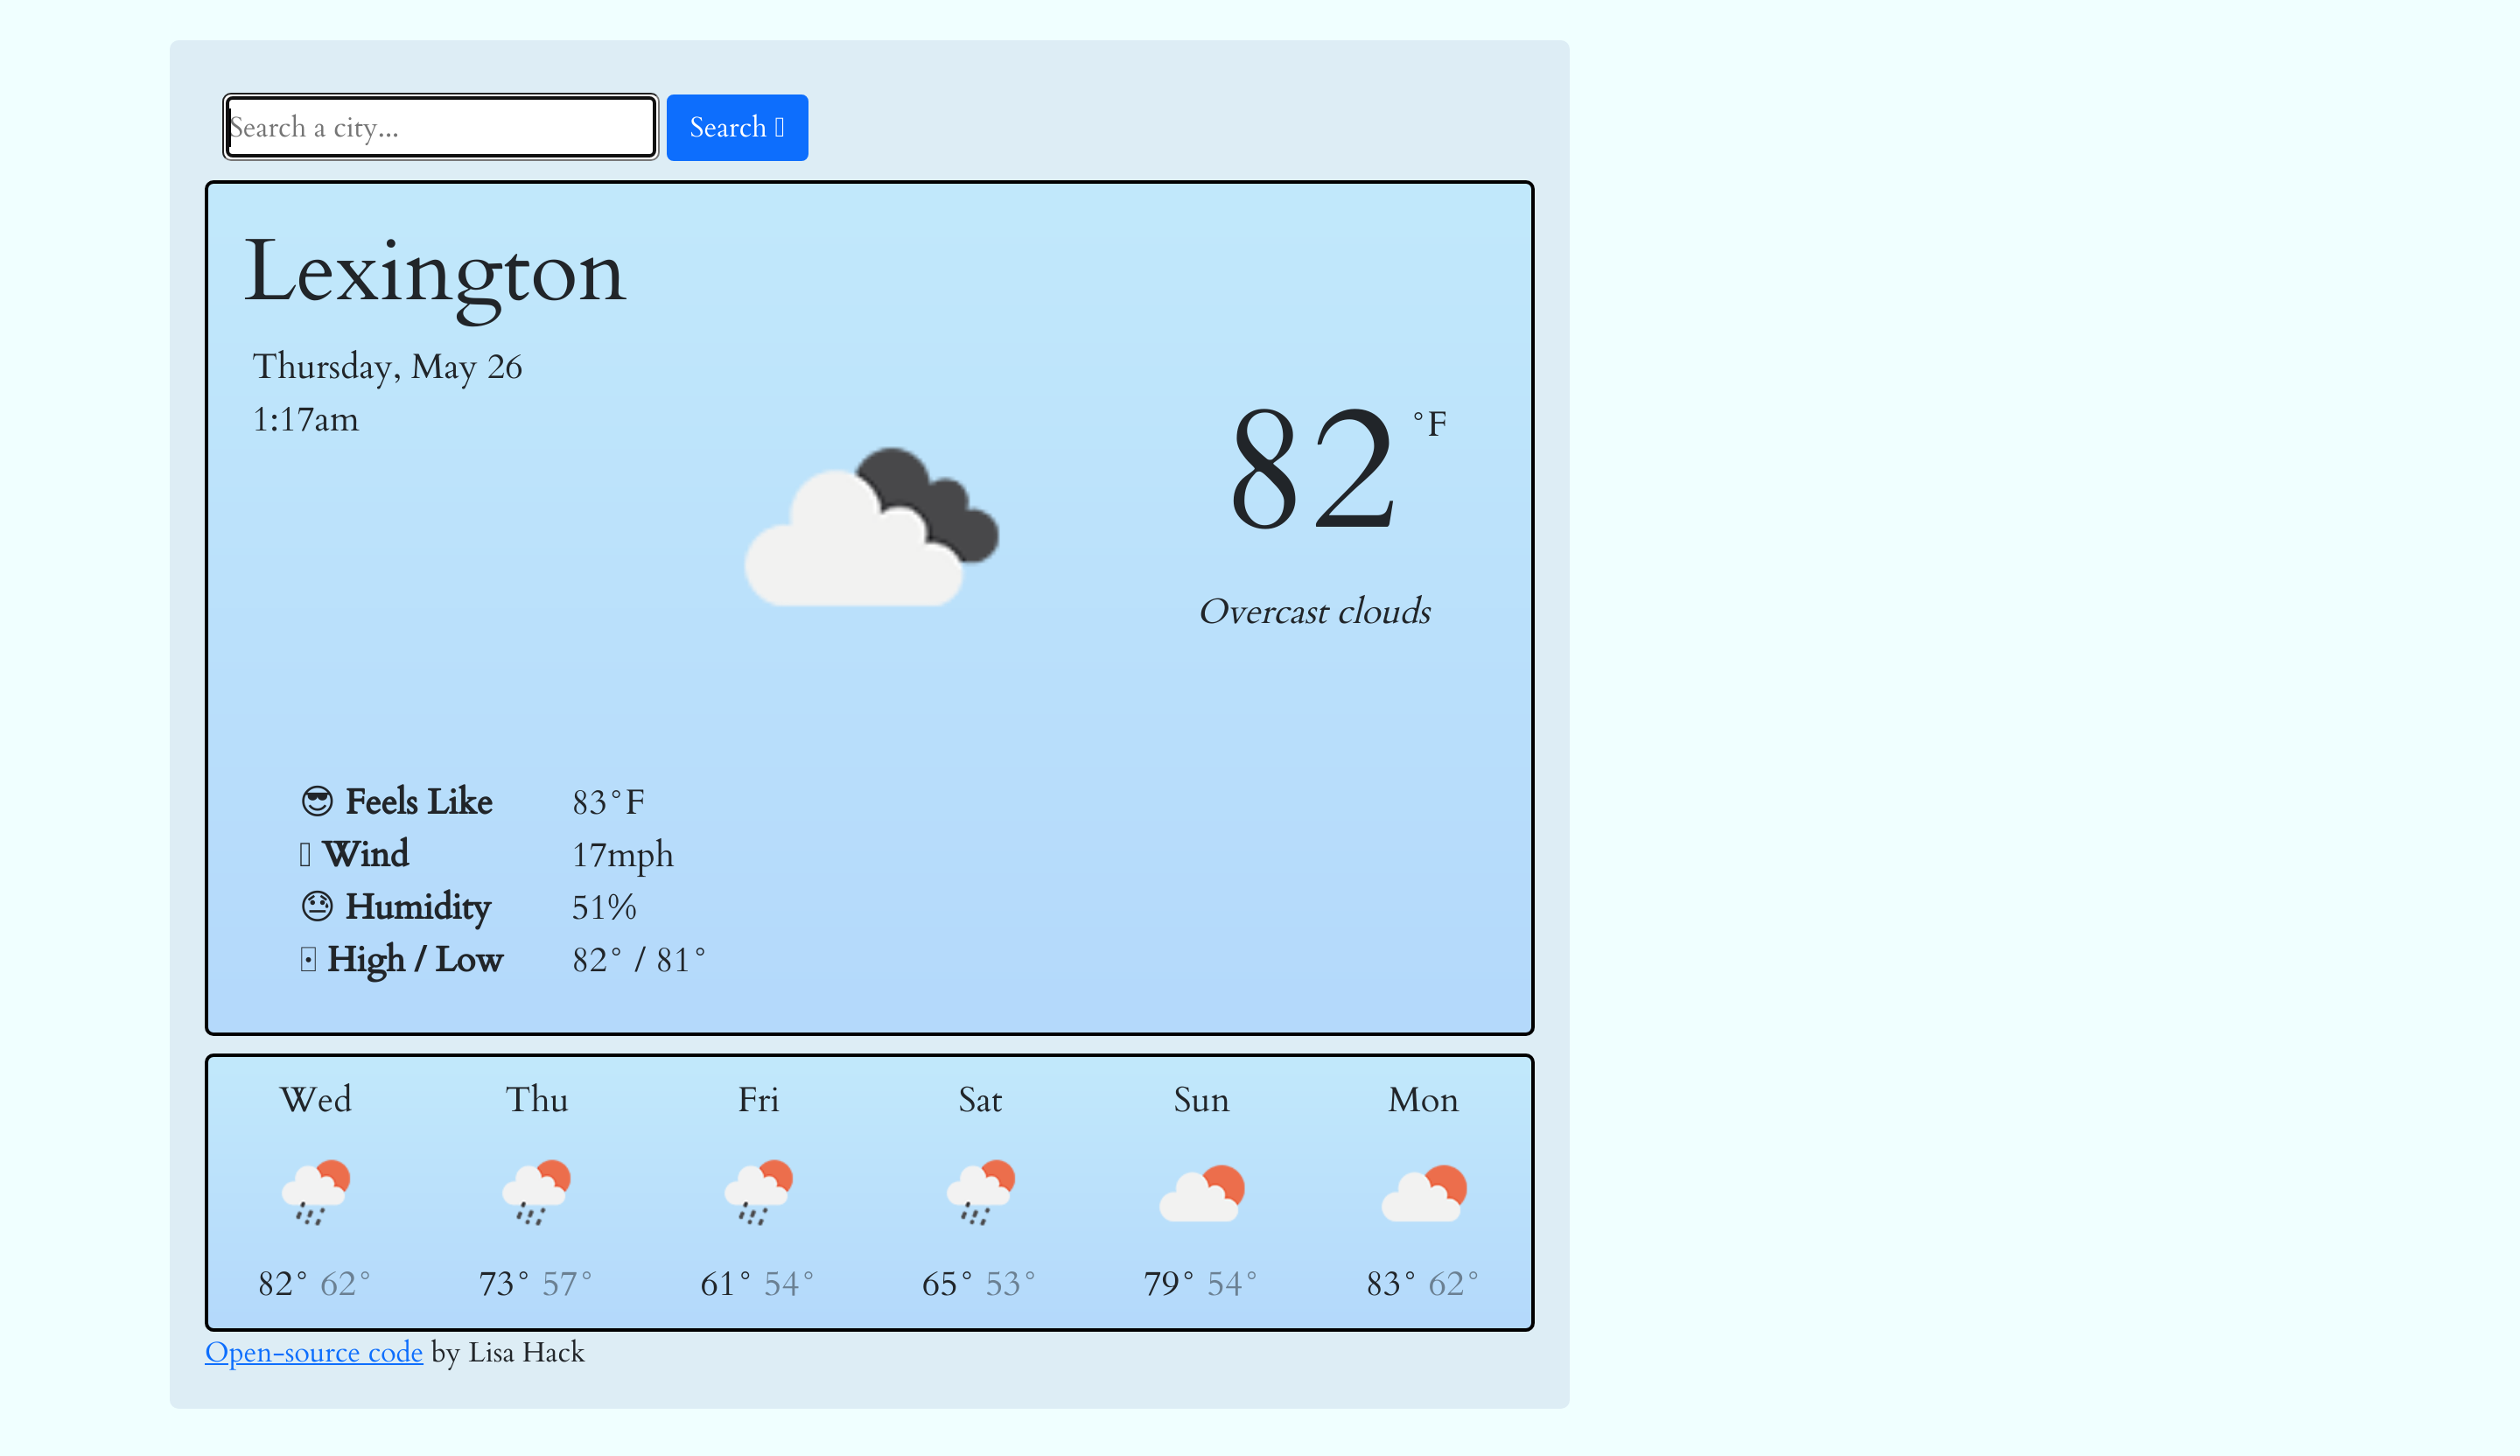 Search a city...
Search
Lexington
Thursday, May 26
1:17am
82 °F
Overcast clouds
😎 Feels Like 83°F
Wind 17mph
😓 Humidity 51%
High / Low 82° / 81°
Wed Thu Fri Sat Sun Mon
82° 62° 73° 57° 61° 54° 65° 53° 79° 54° 83° 62°
Open-source code by Lisa Hack